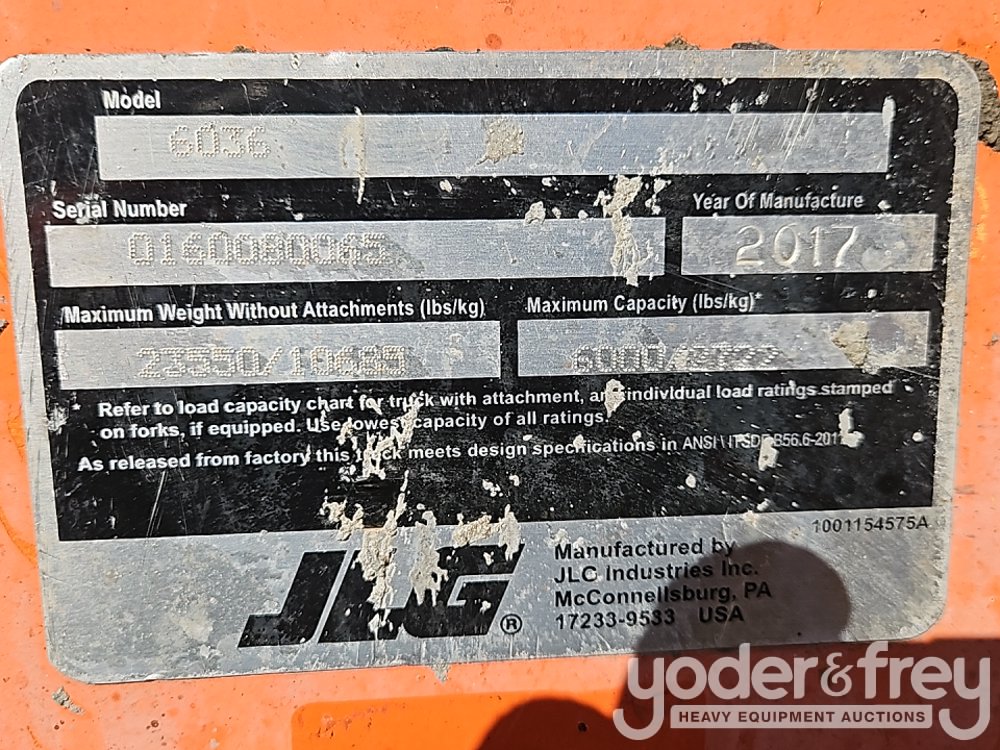 Model
6036
Serial Number
0160080065
Year Of Manufacture
2017
Maximum Weight Without Attachments (lbs/kg)
23550/10685
Maximum Capacity (lbs/kg)*
6000/2722
* Refer to load capacity chart for truck with attachment, and individual load ratings stamped
on forks, if equipped. Use lowest capacity of all ratings.
As released from factory this truck meets design specifications in ANSI\ITSDF B56.6-2011
1001154575A
JLG®
Manufactured by
JLG Industries Inc.
McConnellsburg, PA
17233-9533 USA
yoder&frey
HEAVY EQUIPMENT AUCTIONS